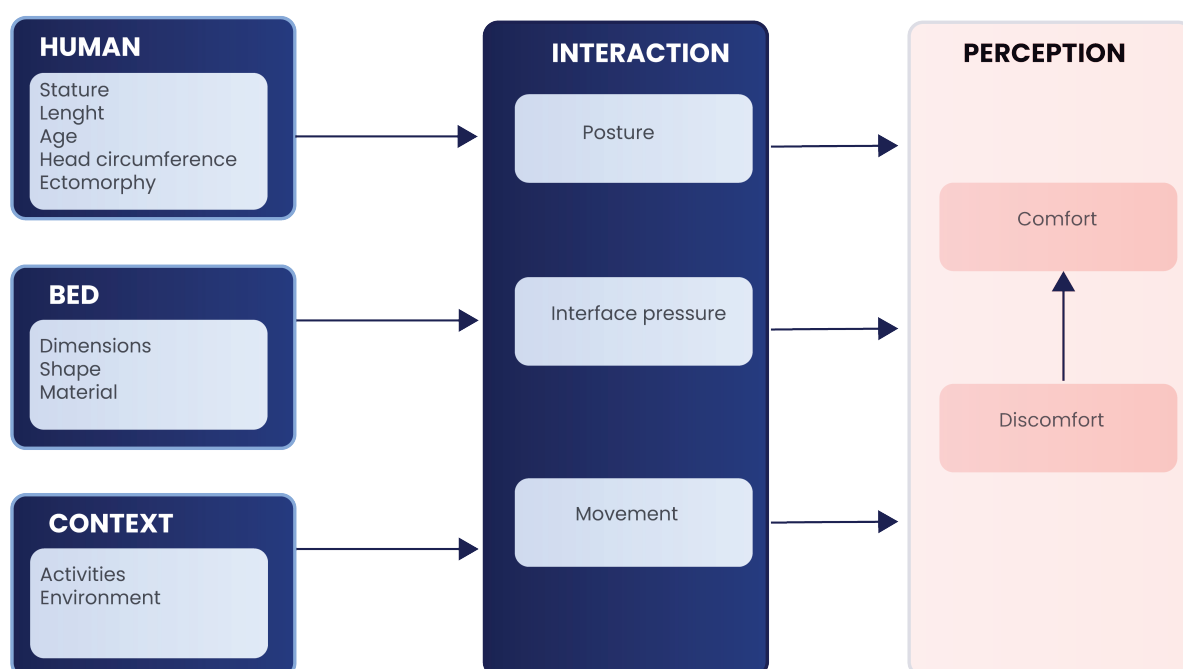 HUMAN
Stature
Lenght
Age
Head circumference
Ectomorphy
BED
Dimensions
Shape
Material
CONTEXT
Activities
Environment
INTERACTION
Posture
Interface pressure
Movement
PERCEPTION
Comfort
Discomfort